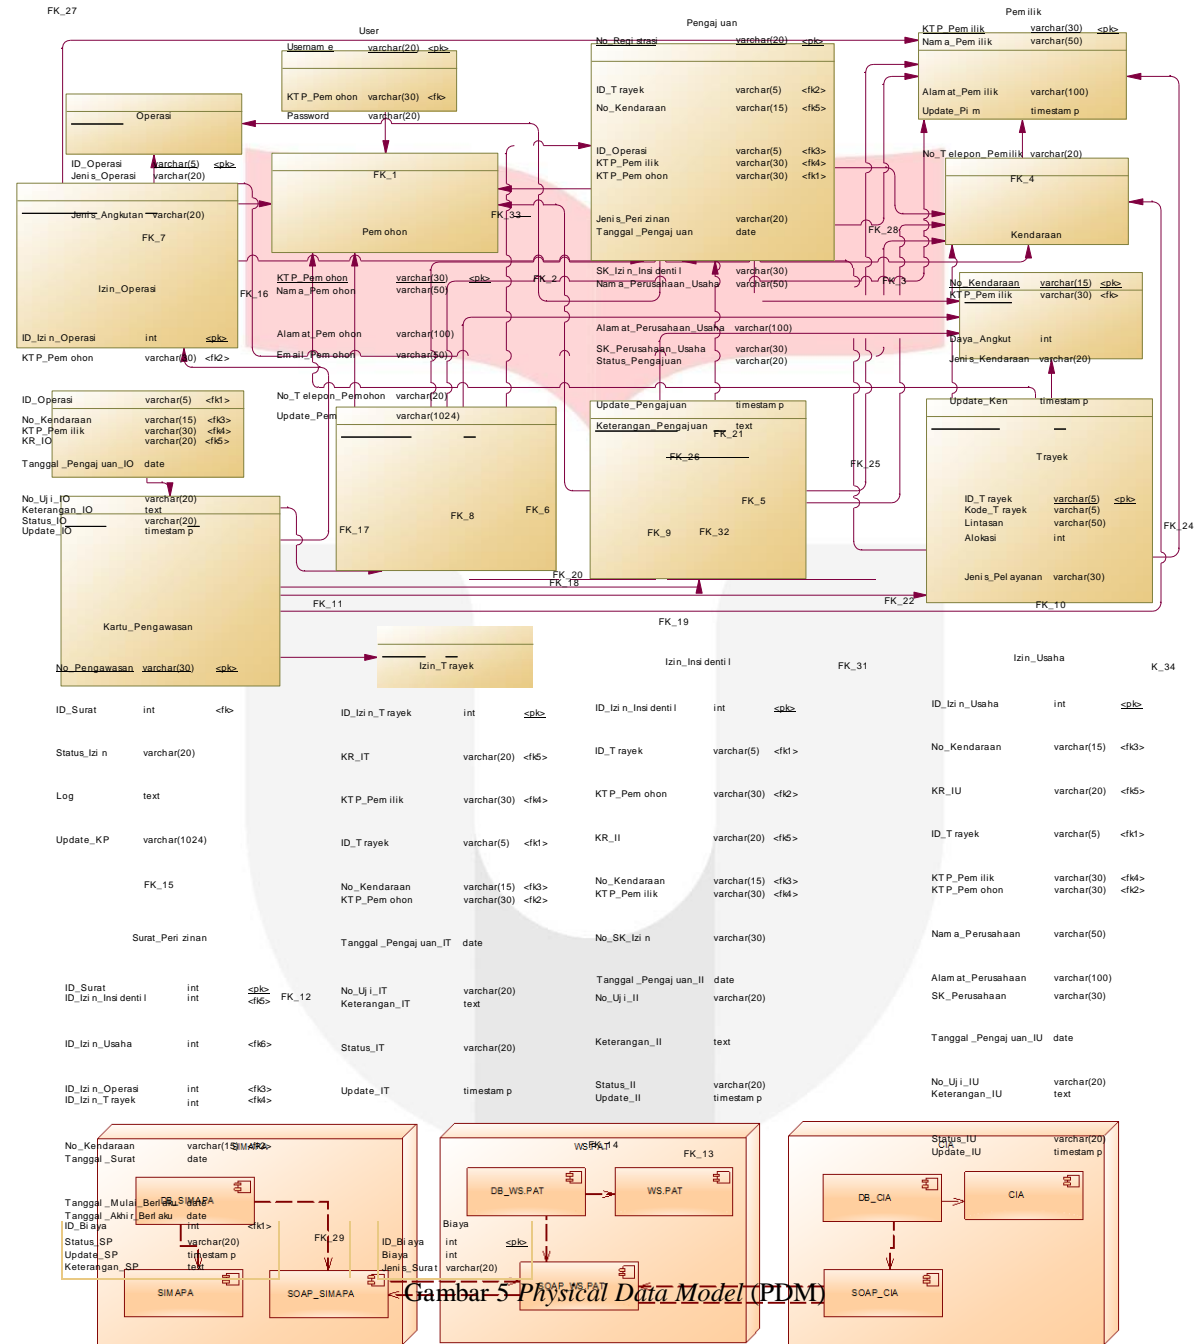 FK_27
User
Username varchar(20) <pk>
KTP_Pemohon varchar(30) <fk>
Password varchar(20)
Pengajuan
No_Registrasi varchar(20) <pk>
ID_Trayek varchar(5) <fk2>
No_Kendaraan varchar(15) <fk5>
ID_Operasi varchar(5) <fk3>
KTP_Pemilik varchar(30) <fk4>
KTP_Pemohon varchar(30) <fk1>
Jenis_Perizinan varchar(20)
Tanggal_Pengajuan date
SK_Izin_Insidentil varchar(30)
Nama_Perusahaan_Usaha varchar(50)
Alamat_Perusahaan_Usaha varchar(100)
SK_Perusahaan_Usaha varchar(30)
Status_Pengajuan varchar(20)
Update_Pengajuan timestamp
Keterangan_Pengajuan text
Pemilik
KTP_Pemilik varchar(30) <pk>
Nama_Pemilik varchar(50)
Alamat_Pemilik varchar(100)
Update_Pim timestamp
No_Telepon_Pemilik varchar(20)
FK_4
Operasi
ID_Operasi varchar(5) <pk>
Jenis_Operasi varchar(20)
Jenis_Angkutan varchar(20)
FK_7
FK_1
FK_33
FK_28
Pemohon
KTP_Pemohon varchar(30) <pk>
Nama_Pemohon varchar(50)
Alamat_Pemohon varchar(100)
Email_Pemohon varchar(50)
No_Telepon_Pemohon varchar(20)
Update_Pem varchar(1024)
FK_16
FK_2
FK_3
Kendaraan
No_Kendaraan varchar(15) <pk>
KTP_Pemilik varchar(30) <fk>
Daya_Angkut int
Jenis_Kendaraan varchar(20)
Update_Ken timestamp
Izin_Operasi
ID_Izin_Operasi int <pk>
KTP_Pemohon varchar(30) <fk2>
ID_Operasi varchar(5) <fk1>
No_Kendaraan varchar(15) <fk3>
KTP_Pemilik varchar(30) <fk4>
KR_IO varchar(20) <fk5>
Tanggal_Pengajuan_IO date
No_Uji_IO varchar(20)
Keterangan_IO text
Status_IO varchar(20)
Update_IO timestamp
FK_21
FK_26
FK_25
FK_5
FK_17
FK_8
FK_6
FK_9
FK_32
FK_24
Trayek
ID_Trayek varchar(5) <pk>
Kode_Trayek varchar(5)
Lintasan varchar(50)
Alokasi int
Jenis_Pelayanan varchar(30)
FK_20
FK_18
FK_11
FK_22
FK_10
FK_19
FK_31
K_34
Kartu_Pengawasan
No_Pengawasan varchar(30) <pk>
ID_Surat int <fk>
Status_Izin varchar(20)
Log text
Update_KP varchar(1024)
FK_15
Izin_Trayek
ID_Izin_Trayek int <pk>
KR_IT varchar(20) <fk5>
KTP_Pemilik varchar(30) <fk4>
ID_Trayek varchar(5) <fk1>
No_Kendaraan varchar(15) <fk3>
KTP_Pemohon varchar(30) <fk2>
Tanggal_Pengajuan_IT date
No_Uji_IT varchar(20)
Keterangan_IT text
Status_IT varchar(20)
Update_IT timestamp
Izin_Insidentil
ID_Izin_Insidentil int <pk>
ID_Trayek varchar(5) <fk1>
KTP_Pemohon varchar(30) <fk2>
KR_II varchar(20) <fk5>
No_Kendaraan varchar(15) <fk3>
KTP_Pemilik varchar(30) <fk4>
No_SK_Izin varchar(30)
Tanggal_Pengajuan_II date
No_Uji_II varchar(20)
Keterangan_II text
Status_II varchar(20)
Update_II timestamp
Izin_Usaha
ID_Izin_Usaha int <pk>
No_Kendaraan varchar(15) <fk3>
KR_IU varchar(20) <fk5>
ID_Trayek varchar(5) <fk1>
KTP_Pemilik varchar(30) <fk4>
KTP_Pemohon varchar(30) <fk2>
Nama_Perusahaan varchar(50)
Alamat_Perusahaan varchar(100)
SK_Perusahaan varchar(30)
Tanggal_Pengajuan_IU date
No_Uji_IU varchar(20)
Keterangan_IU text
Status_IU varchar(20)
Update_IU timestamp
Surat_Perizinan
ID_Surat int <pk>
ID_Izin_Insidentil int <fk5>
FK_12
ID_Izin_Usaha int <fk6>
ID_Izin_Operasi int <fk3>
ID_Izin_Trayek int <fk4>
No_Kendaraan varchar(15) <fk2>
Tanggal_Surat date
Tanggal_Mulai_Berlaku date
Tanggal_Akhir_Berlaku date
ID_Biaya int <fk1>
Status_SP varchar(20)
Update_SP timestamp
Keterangan_SP text
FK_29
FK_14
FK_13
Biaya
ID_Biaya int <pk>
Biaya int
Jenis_Surat varchar(20)
SIMAPA
DB_SIMAPA
SIMAPA
SOAP_SIMAPA
WS.PAT
DB_WS.PAT
WS.PAT
SOAP_WS.PAT
CIA
DB_CIA
CIA
SOAP_CIA
Gambar 5 Physical Data Model (PDM)